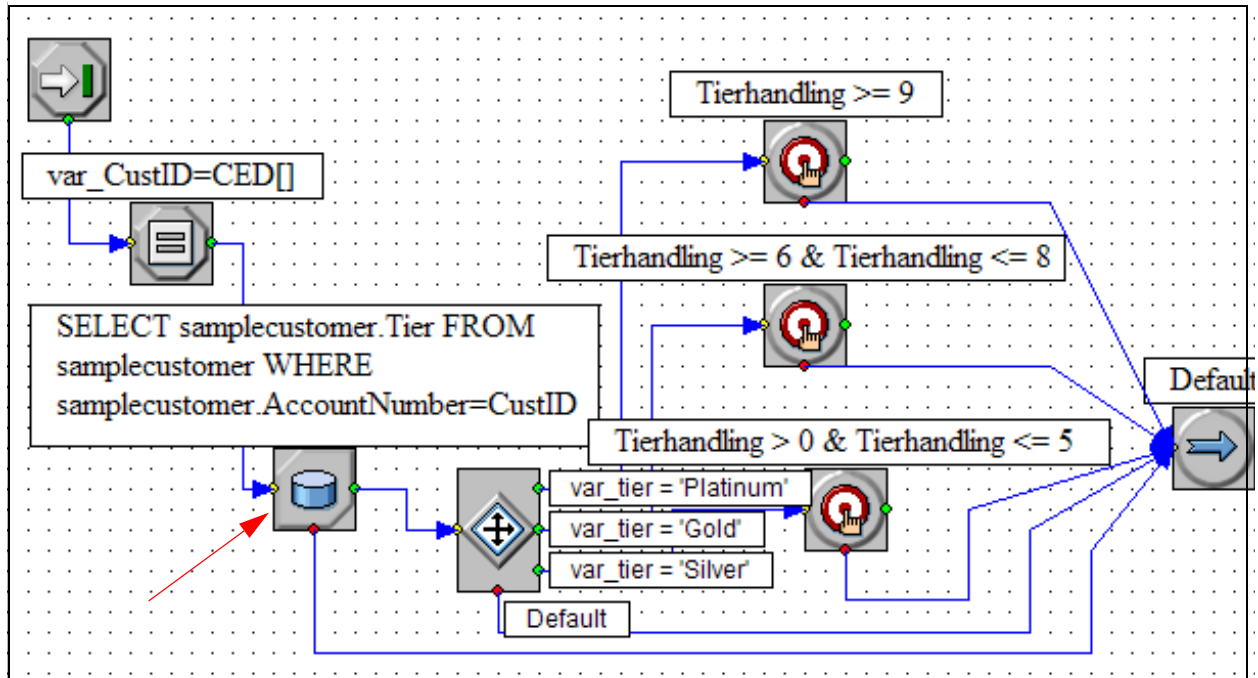 Tierhandling >= 9
var_CustID=CED[]
Tierhandling >= 6 & Tierhandling <= 8
SELECT samplecustomer.Tier FROM
samplecustomer WHERE
samplecustomer.AccountNumber=CustID
Default
Tierhandling > 0 & Tierhandling <= 5
var_tier = 'Platinum'
var_tier = 'Gold'
var_tier = 'Silver'
Default